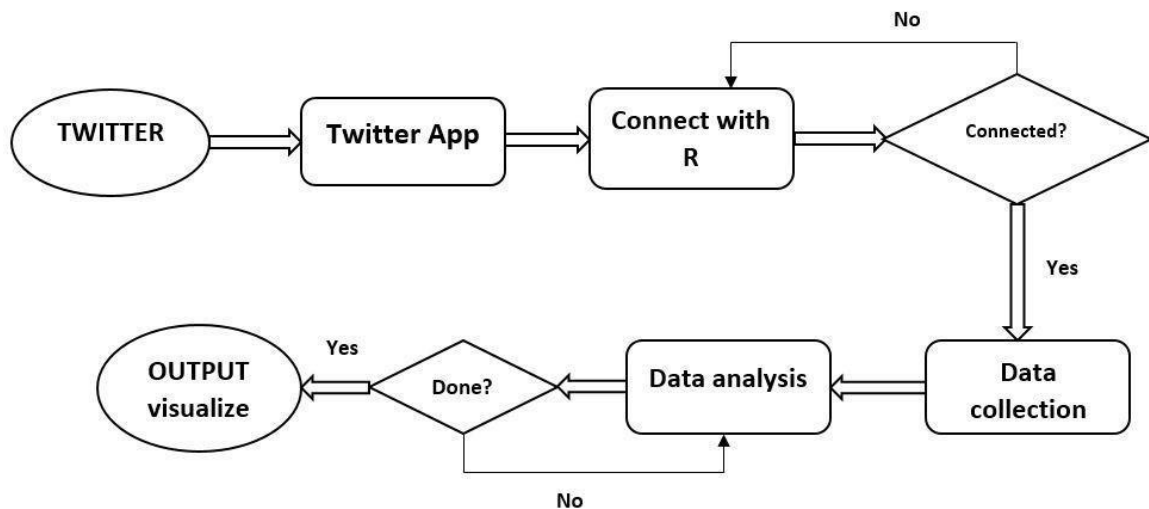 No
TWITTER
Twitter App
Connect with
R
Connected?
Yes
Yes
OUTPUT
visualize
Done?
Data analysis
Data
collection
No